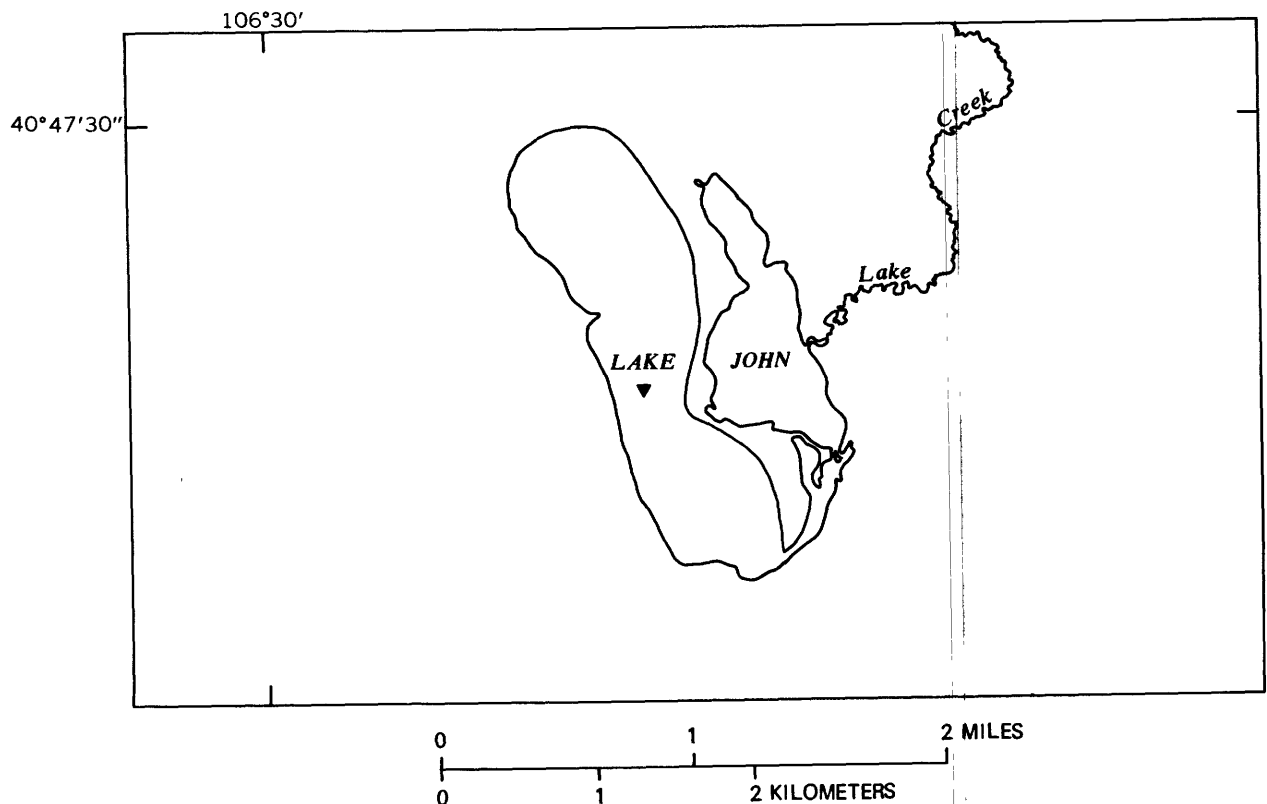 106°30′
40°47′30″
Creek
Lake
LAKE JOHN
0 1 2 MILES
0 1 2 KILOMETERS